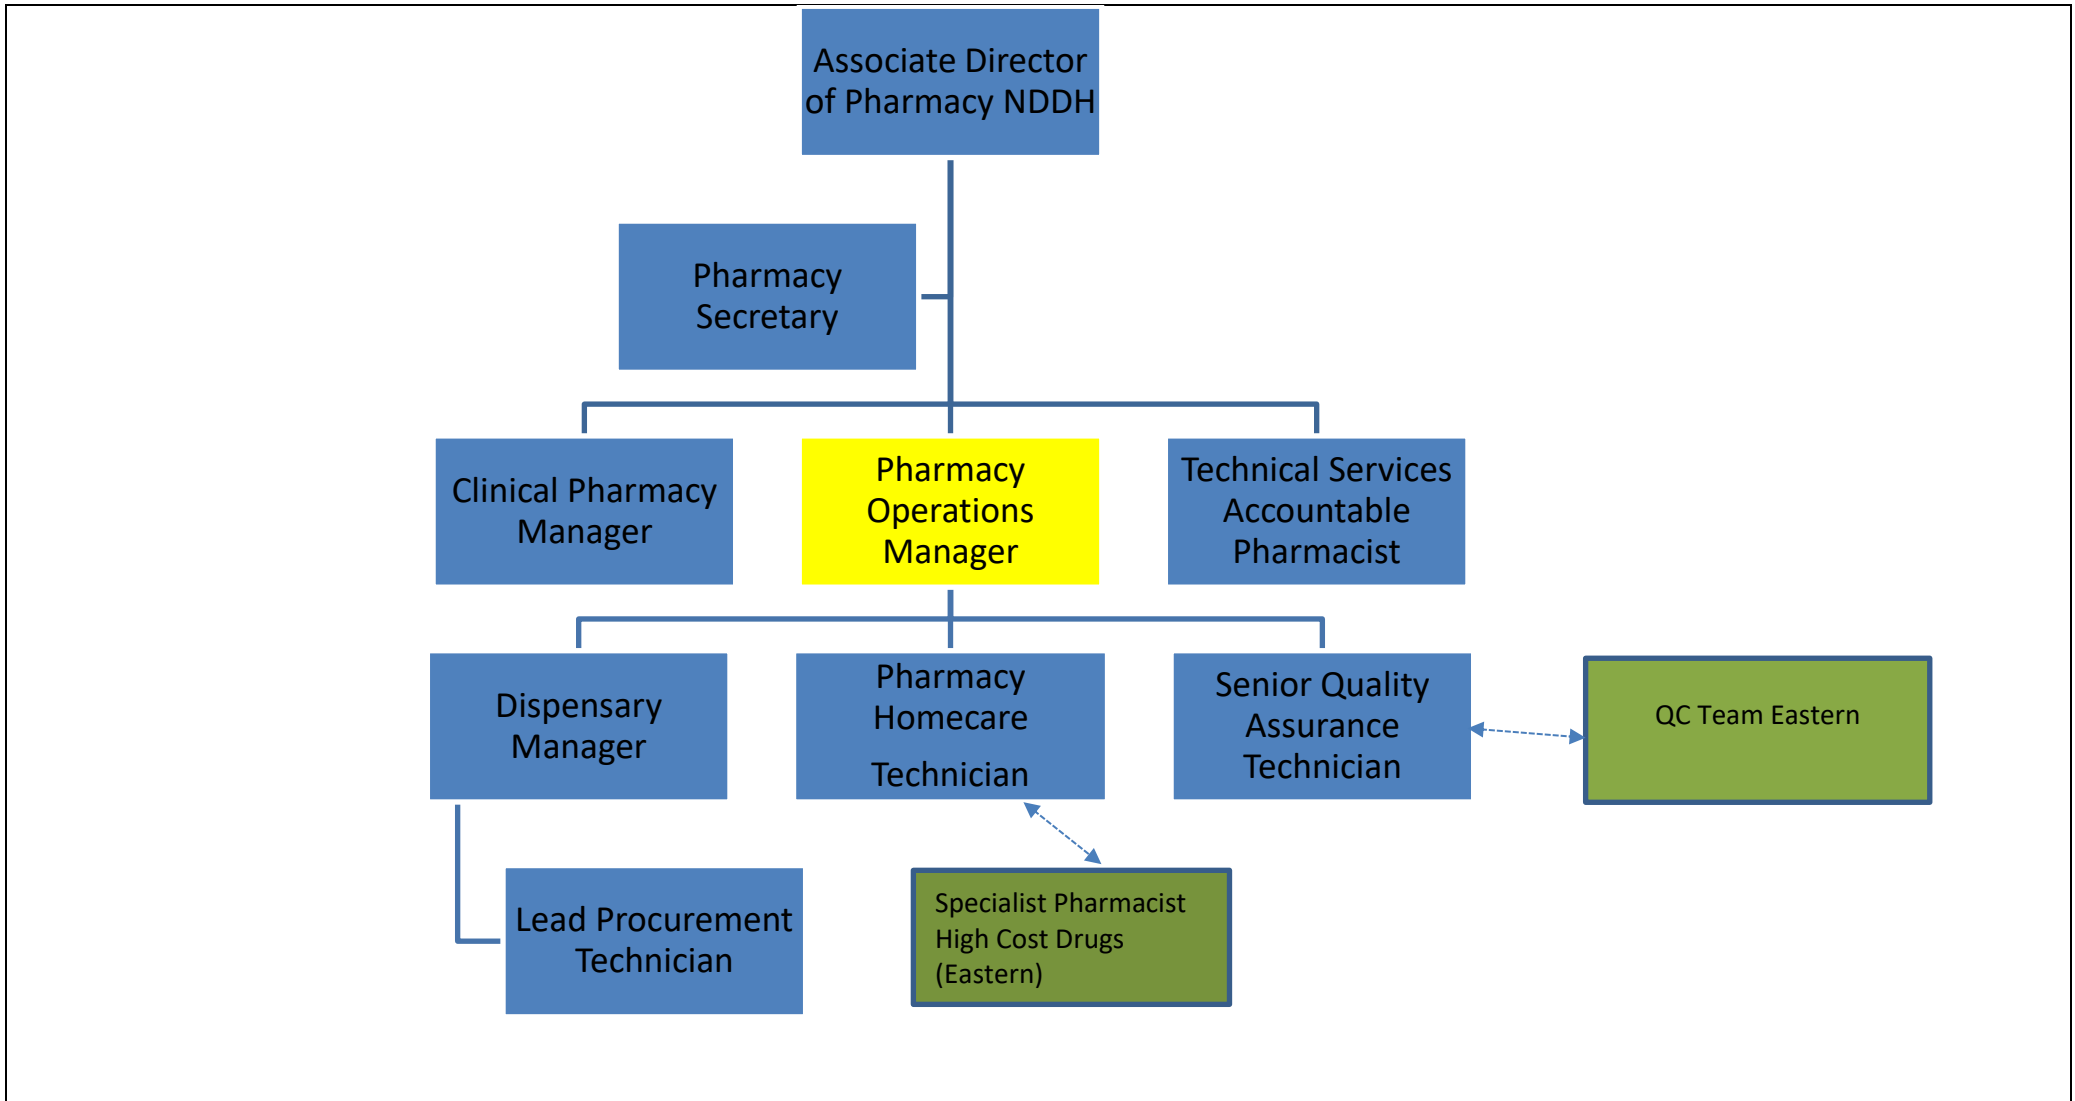 Associate Director
of Pharmacy NDDH
Pharmacy
Secretary
Clinical Pharmacy
Manager
Pharmacy
Operations
Manager
Technical Services
Accountable
Pharmacist
Dispensary
Manager
Pharmacy
Homecare
Technician
Senior Quality
Assurance
Technician
QC Team Eastern
Lead Procurement
Technician
Specialist Pharmacist
High Cost Drugs
(Eastern)